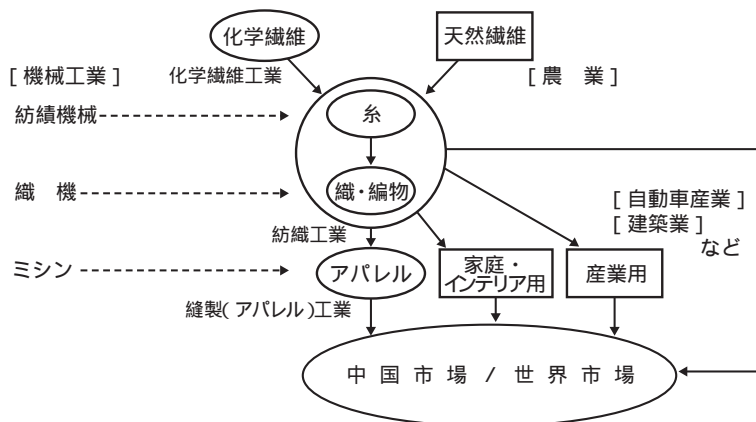 化学繊維
天然繊維
[ 機械工業 ]
化学繊維工業
[ 農　業 ]
紡績機械
糸
織　機
織・編物
[ 自動車産業 ]
[ 建築業 ]
など
紡織工業
ミシン
アパレル
家庭・
インテリア用
産業用
縫製( アパレル )工業
中 国 市 場 / 世 界 市 場